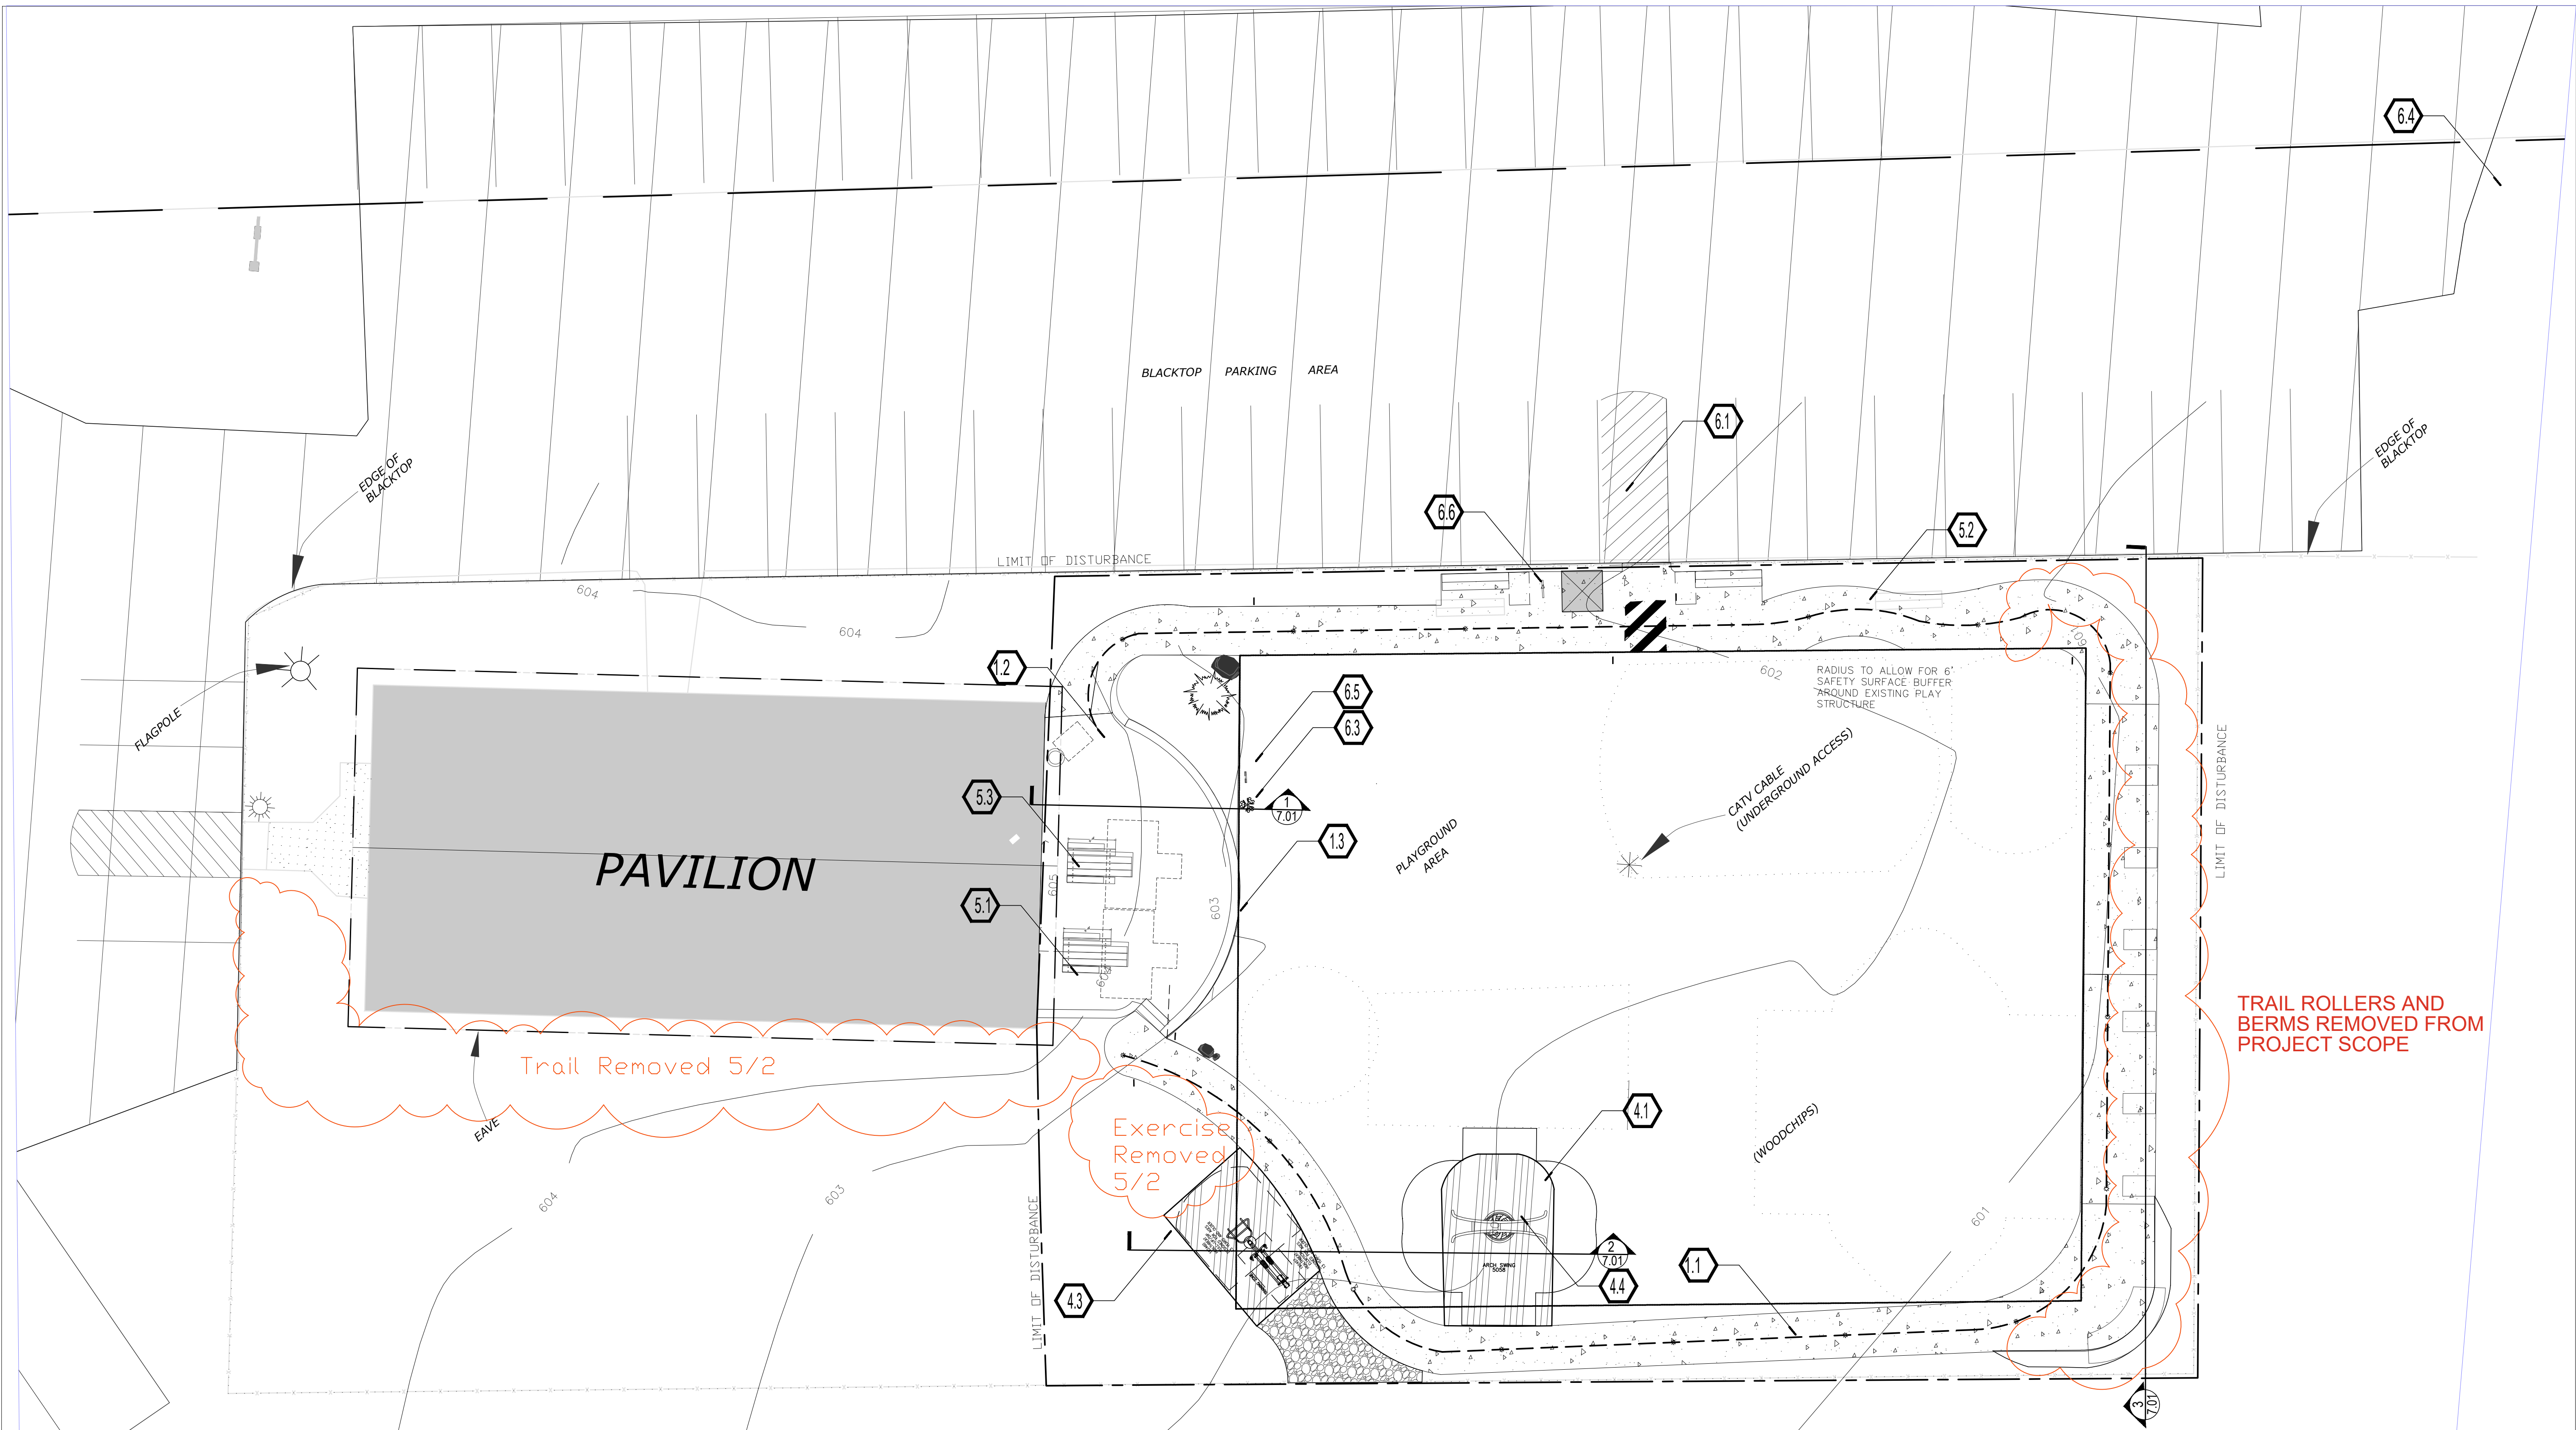 6.4
BLACKTOP PARKING AREA
EDGE OF
BLACKTOP
EDGE OF
BLACKTOP
6.1
6.6
5.2
LIMIT OF DISTURBANCE
604
604
FLAGPOLE
1.2
6.5
6.3
602
601
RADIUS TO ALLOW FOR 6'
SAFETY SURFACE BUFFER
AROUND EXISTING PLAY
STRUCTURE
LIMIT OF DISTURBANCE
CATV CABLE
(UNDERGROUND ACCESS)
5.3
1
7.01
1.3
PLAYGROUND
AREA
PAVILION
605
603
5.1
604
TRAIL ROLLERS AND
BERMS REMOVED FROM
PROJECT SCOPE
Trail Removed 5/2
EAVE
Exercise
Removed
5/2
4.1
(WOODCHIPS)
604
603
601
LIMIT OF DISTURBANCE
2
7.01
ARCH SWING
5058
1.1
4.3
4.4
3
7.01